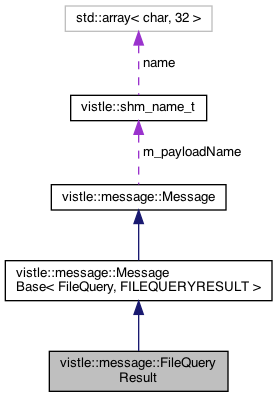 std::array< char, 32 >
name
vistle::shm_name_t
m_payloadName
vistle::message::Message
vistle::message::Message
Base< FileQuery, FILEQUERYRESULT >
vistle::message::FileQuery
Result